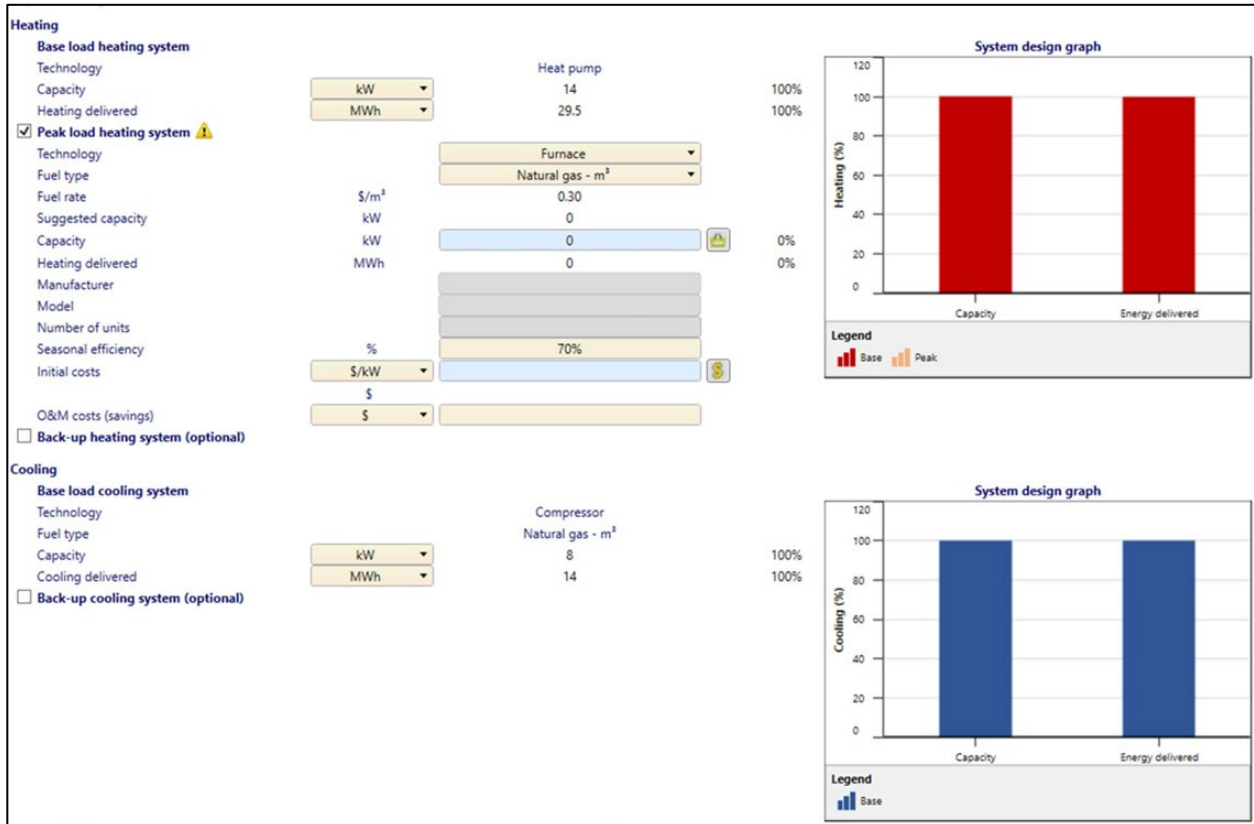 Heating
Base load heating system
Technology Heat pump
Capacity kW 14 100%
Heating delivered MWh 29.5 100%
Peak load heating system
Technology Furnace
Fuel type Natural gas - m³
Fuel rate $/m³ 0.30
Suggested capacity kW 0
Capacity kW 0 0%
Heating delivered MWh 0 0%
Manufacturer
Model
Number of units
Seasonal efficiency % 70%
Initial costs $/kW $
$
O&M costs (savings) $
Back-up heating system (optional)
System design graph
Heating (%)
120
100
80
60
40
20
0
Capacity Energy delivered
Legend
Base Peak
Cooling
Base load cooling system
Technology Compressor
Fuel type Natural gas - m³
Capacity kW 8 100%
Cooling delivered MWh 14 100%
Back-up cooling system (optional)
System design graph
Cooling (%)
120
100
80
60
40
20
0
Capacity Energy delivered
Legend
Base